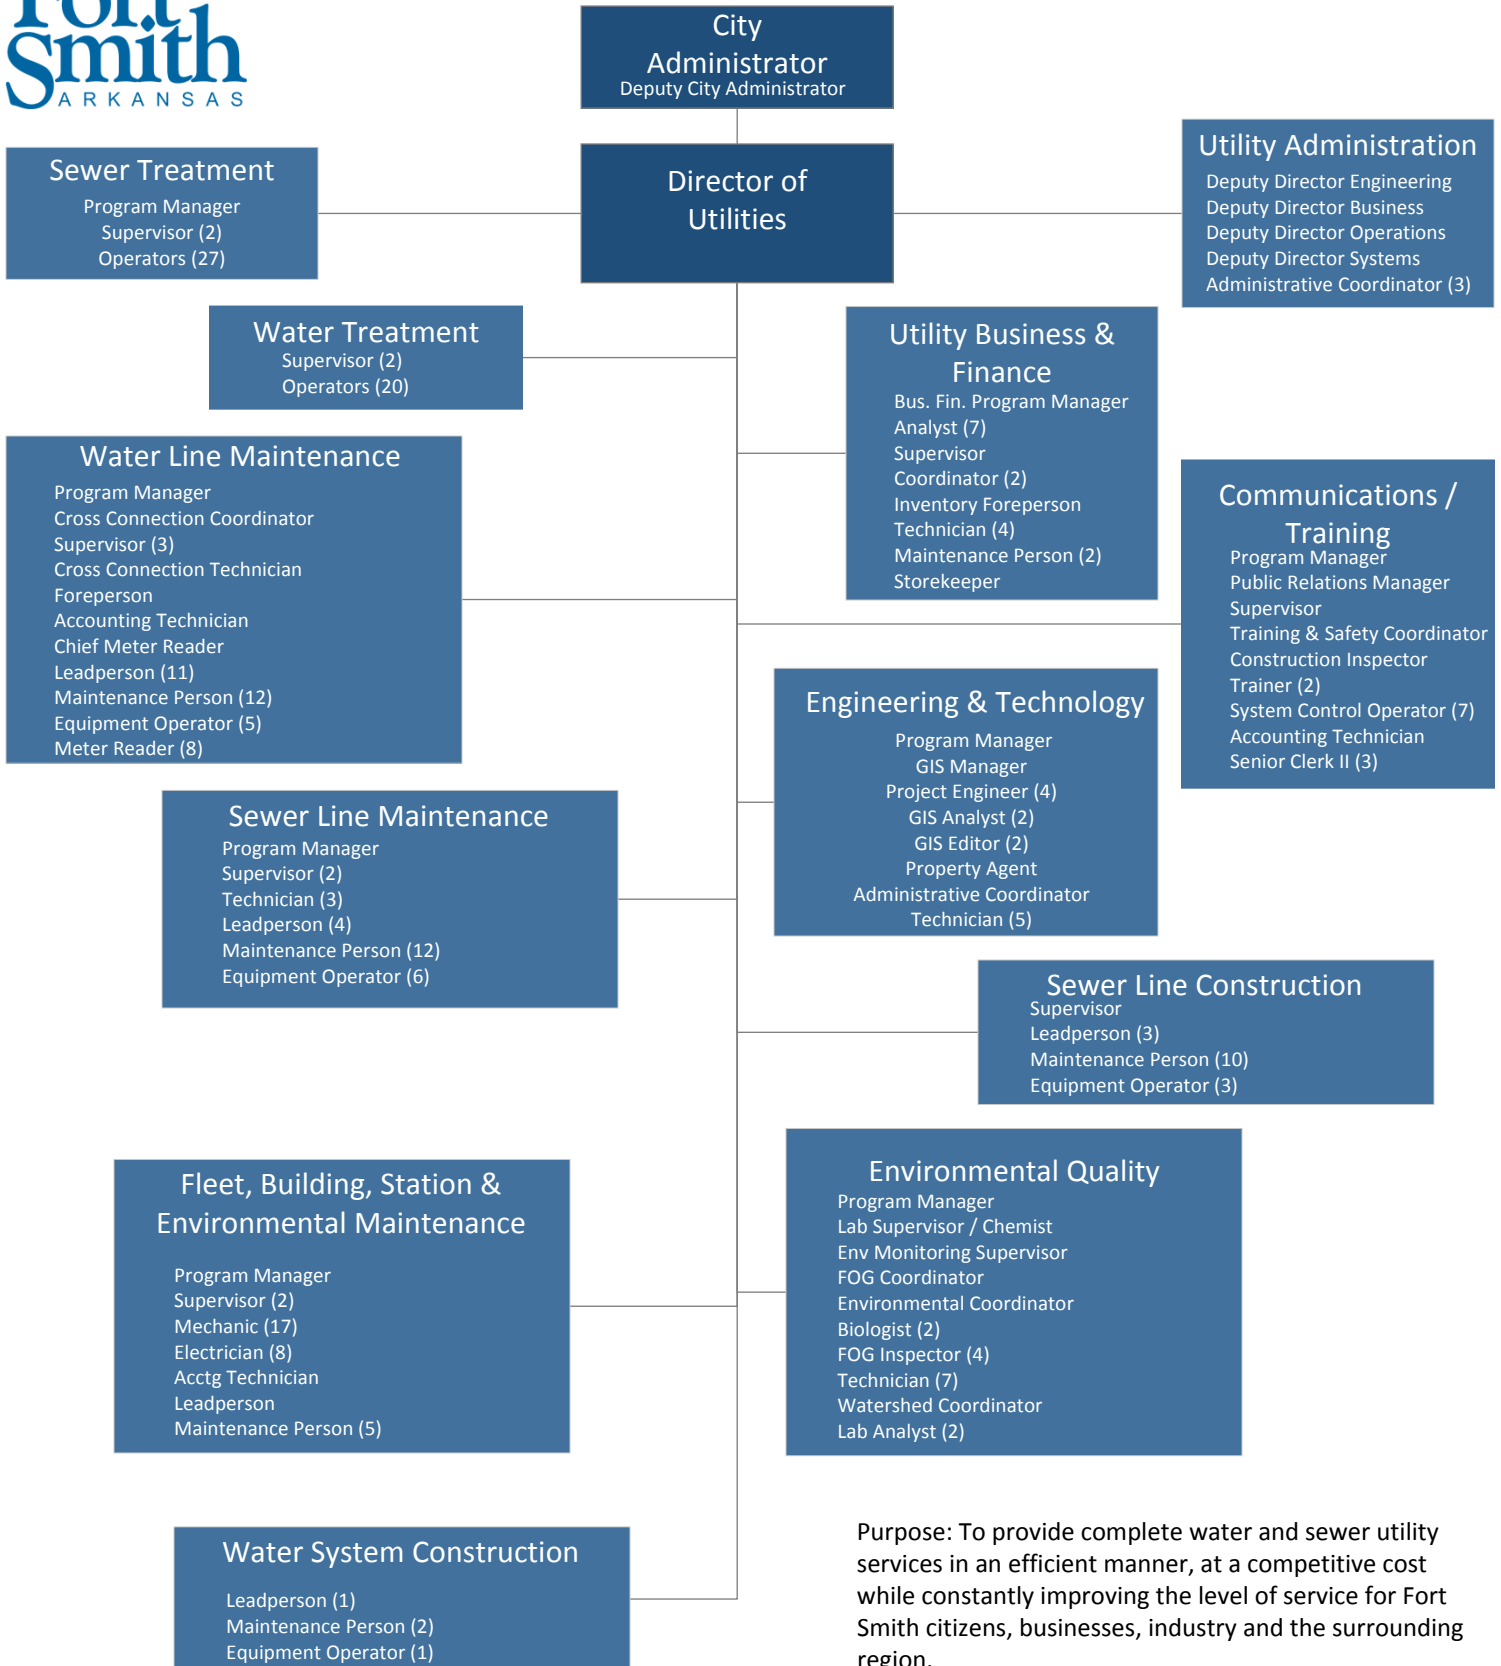 Fort
Smith
ARKANSAS
City
Administrator
Deputy City Administrator
Director of
Utilities
Sewer Treatment
Program Manager
Supervisor (2)
Operators (27)
Utility Administration
Deputy Director Engineering
Deputy Director Business
Deputy Director Operations
Deputy Director Systems
Administrative Coordinator (3)
Water Treatment
Supervisor (2)
Operators (20)
Utility Business &
Finance
Bus. Fin. Program Manager
Analyst (7)
Supervisor
Coordinator (2)
Inventory Foreperson
Technician (4)
Maintenance Person (2)
Storekeeper
Water Line Maintenance
Program Manager
Cross Connection Coordinator
Supervisor (3)
Cross Connection Technician
Foreperson
Accounting Technician
Chief Meter Reader
Leadperson (11)
Maintenance Person (12)
Equipment Operator (5)
Meter Reader (8)
Communications /
Training
Program Manager
Public Relations Manager
Supervisor
Training & Safety Coordinator
Construction Inspector
Trainer (2)
System Control Operator (7)
Accounting Technician
Senior Clerk II (3)
Engineering & Technology
Program Manager
GIS Manager
Project Engineer (4)
GIS Analyst (2)
GIS Editor (2)
Property Agent
Administrative Coordinator
Technician (5)
Sewer Line Maintenance
Program Manager
Supervisor (2)
Technician (3)
Leadperson (4)
Maintenance Person (12)
Equipment Operator (6)
Sewer Line Construction
Supervisor
Leadperson (3)
Maintenance Person (10)
Equipment Operator (3)
Fleet, Building, Station &
Environmental Maintenance
Program Manager
Supervisor (2)
Mechanic (17)
Electrician (8)
Acctg Technician
Leadperson
Maintenance Person (5)
Environmental Quality
Program Manager
Lab Supervisor / Chemist
Env Monitoring Supervisor
FOG Coordinator
Environmental Coordinator
Biologist (2)
FOG Inspector (4)
Technician (7)
Watershed Coordinator
Lab Analyst (2)
Water System Construction
Leadperson (1)
Maintenance Person (2)
Equipment Operator (1)
Purpose: To provide complete water and sewer utility
services in an efficient manner, at a competitive cost
while constantly improving the level of service for Fort
Smith citizens, businesses, industry and the surrounding
region.